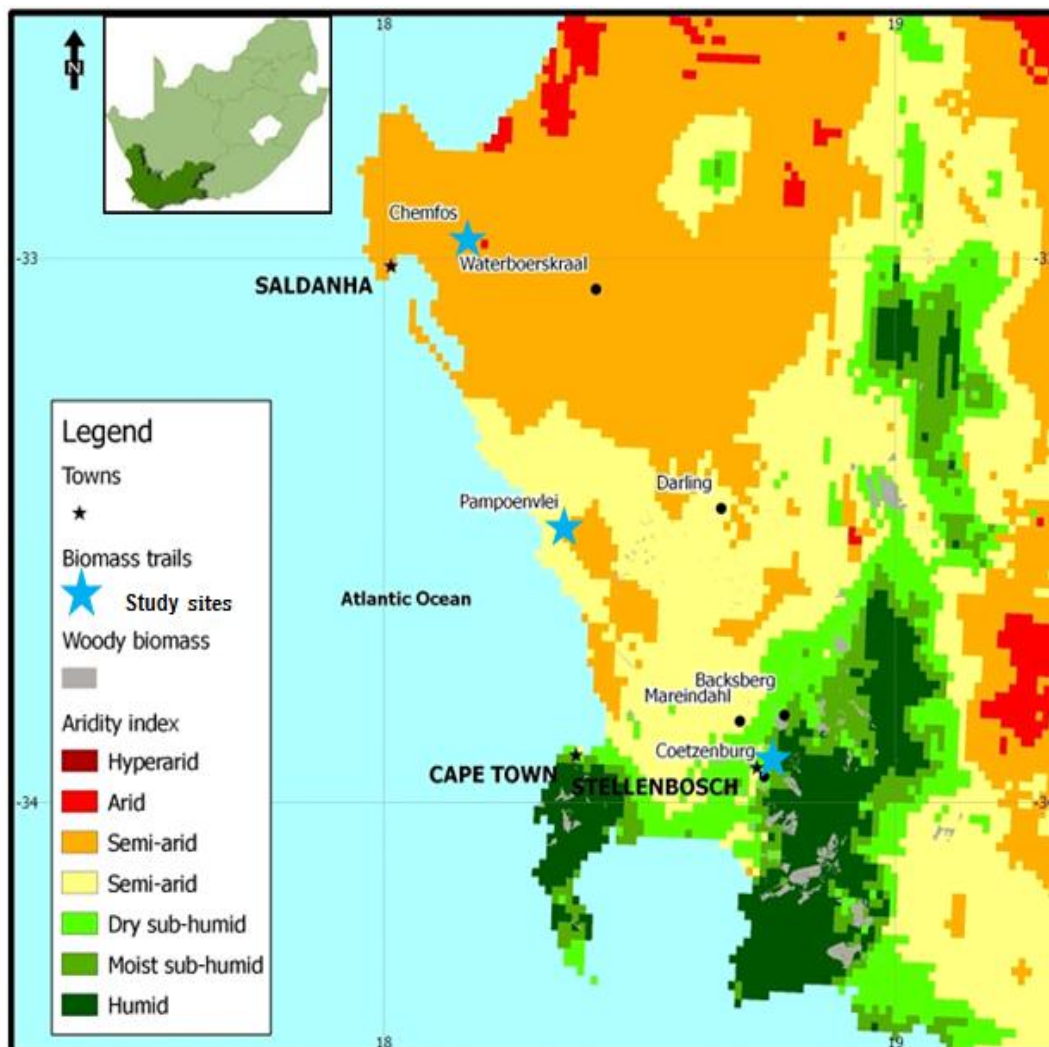 18
19
N
Chemfos
-33
-33
Waterboerskraal
SALDANHA
Legend
Towns
Biomass trails
Study sites
Woody biomass
Aridity index
Hyperarid
Arid
Semi-arid
Semi-arid
Dry sub-humid
Moist sub-humid
Humid
Darling
Pampoenvlei
Atlantic Ocean
Backsberg
Mareindahl
Coetzenburg
CAPE TOWN
STELLENBOSCH
-34
-34
18
19